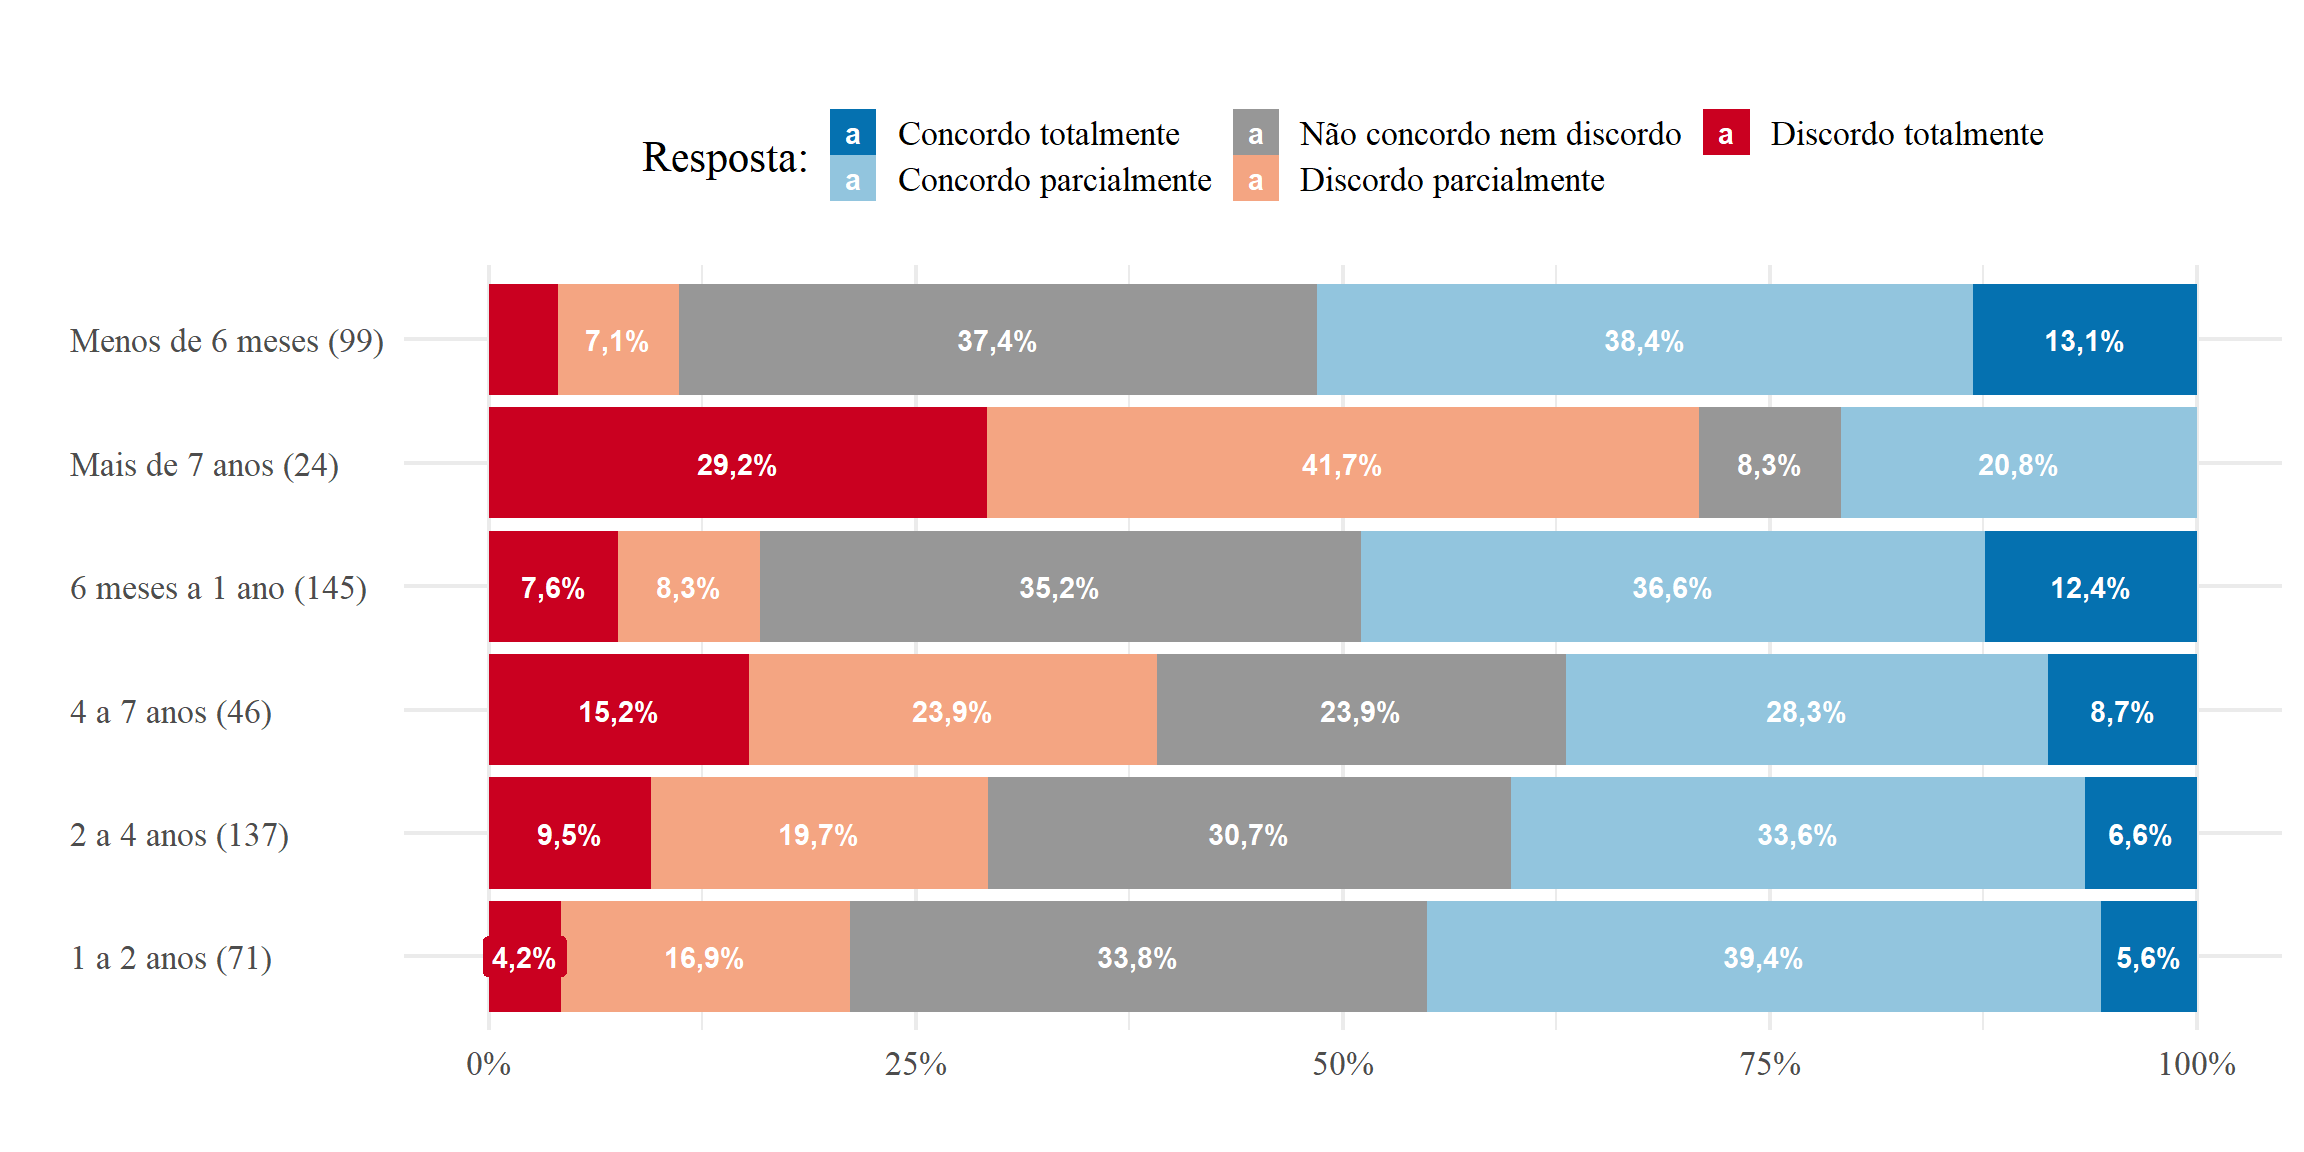 Resposta:
a Concordo totalmente a Não concordo nem discordo a Discordo totalmente
a Concordo parcialmente a Discordo parcialmente
Menos de 6 meses (99) 7,1% 37,4% 38,4% 13,1%
Mais de 7 anos (24) 29,2% 41,7% 8,3% 20,8%
6 meses a 1 ano (145) 7,6% 8,3% 35,2% 36,6% 12,4%
4 a 7 anos (46) 15,2% 23,9% 23,9% 28,3% 8,7%
2 a 4 anos (137) 9,5% 19,7% 30,7% 33,6% 6,6%
1 a 2 anos (71) 4,2% 16,9% 33,8% 39,4% 5,6%
0% 25% 50% 75% 100%